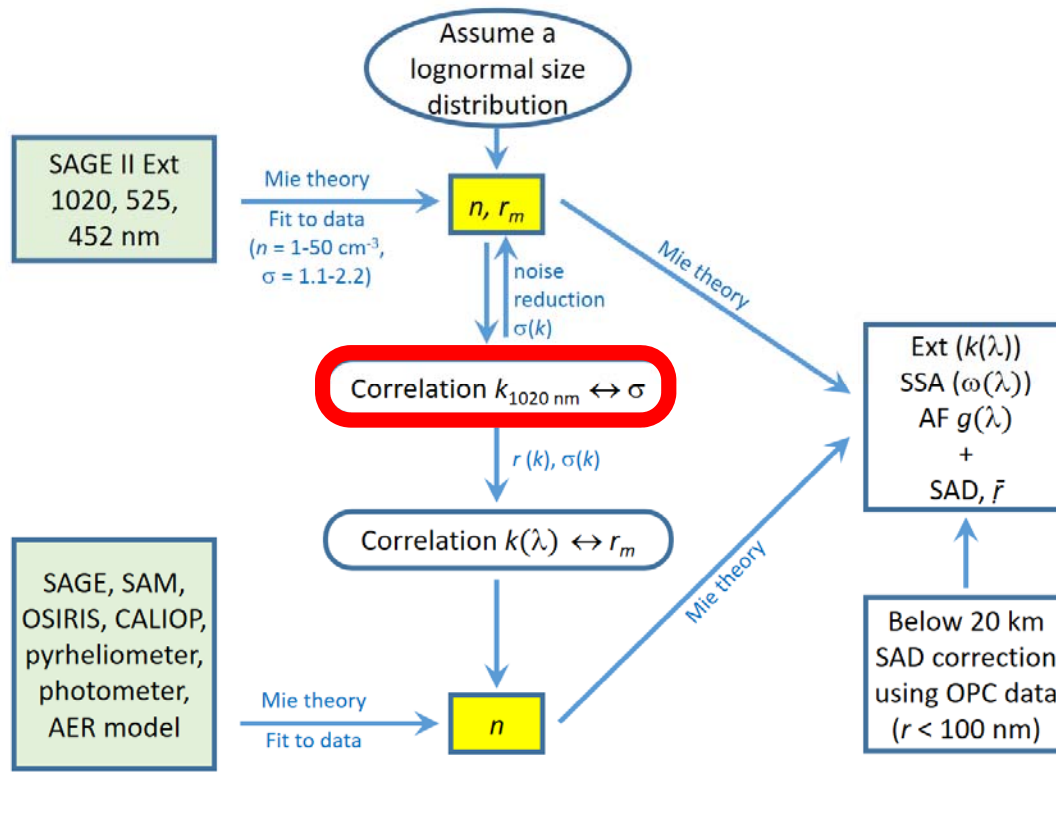 Assume a
lognormal size
distribution
SAGE II Ext
1020, 525,
452 nm
Mie theory
Fit to data
(n = 1-50 cm⁻³,
σ = 1.1-2.2)
n, rₘ
noise
reduction
σ(k)
Mie theory
Correlation k₁₀₂₀ ₙₘ ↔ σ
r (k), σ(k)
Correlation k(λ) ↔ rₘ
Ext (k(λ))
SSA (ω(λ))
AF g(λ)
+
SAD, r̄
SAGE, SAM,
OSIRIS, CALIOP,
pyrheliometer,
photometer,
AER model
Mie theory
Fit to data
n
Mie theory
Below 20 km
SAD correction
using OPC data
(r < 100 nm)